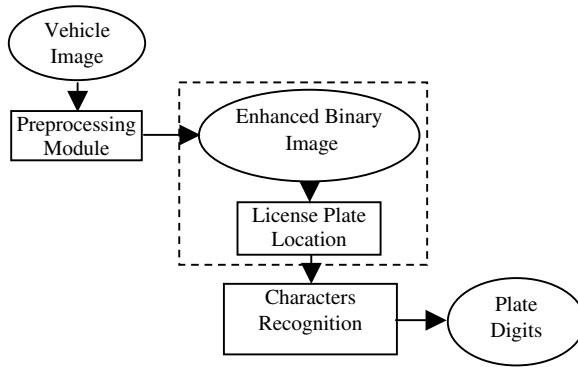 Vehicle
Image
Preprocessing
Module
Enhanced Binary
Image
License Plate
Location
Characters
Recognition
Plate
Digits